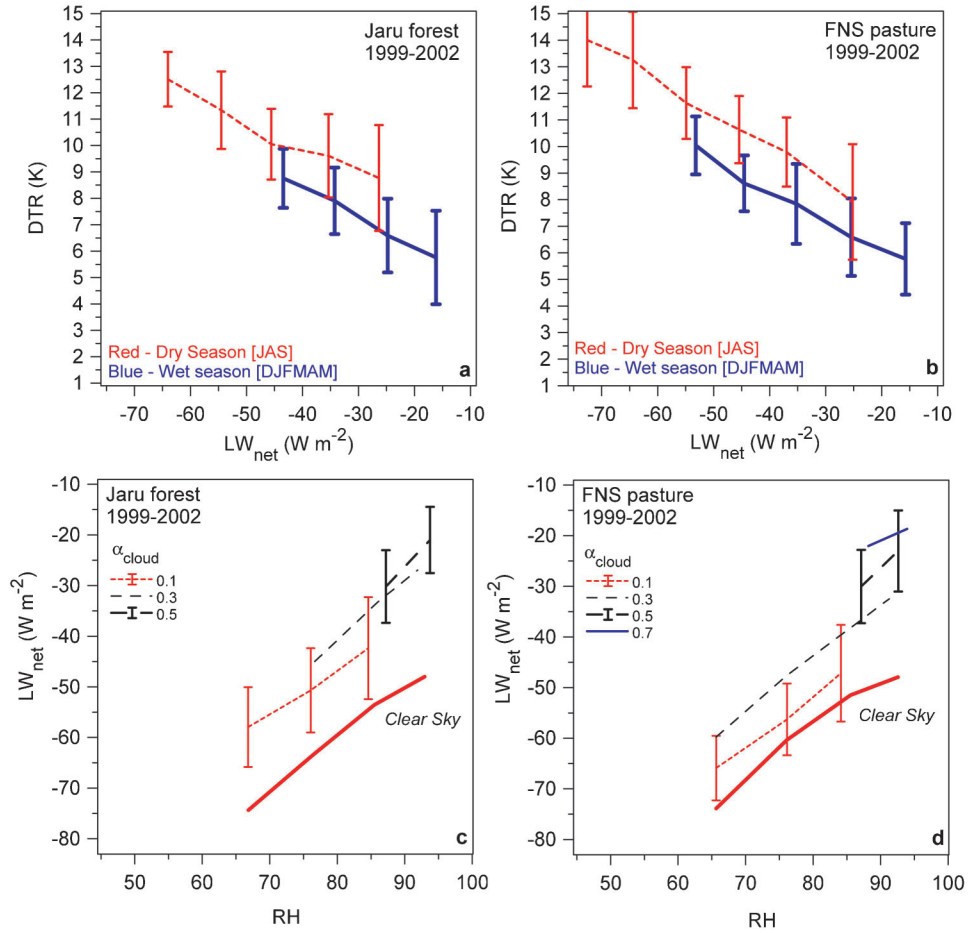 Jaru forest
1999-2002
15
14
13
12
11
10
9
8
7
6
5
4
3
2
1
DTR (K)
Red - Dry Season [JAS]
Blue - Wet season [DJFMAM]
a
-70 -60 -50 -40 -30 -20 -10
LWnet (W m-2)
FNS pasture
1999-2002
15
14
13
12
11
10
9
8
7
6
5
4
3
2
1
DTR (K)
Red - Dry Season [JAS]
Blue - Wet season [DJFMAM]
b
-70 -60 -50 -40 -30 -20 -10
LWnet (W m-2)
Jaru forest
1999-2002
αcloud
0.1
0.3
0.5
-10
-20
-30
-40
-50
-60
-70
-80
LWnet (W m-2)
Clear Sky
c
50 60 70 80 90 100
RH
FNS pasture
1999-2002
αcloud
0.1
0.3
0.5
0.7
-10
-20
-30
-40
-50
-60
-70
-80
LWnet (W m-2)
Clear Sky
d
50 60 70 80 90 100
RH